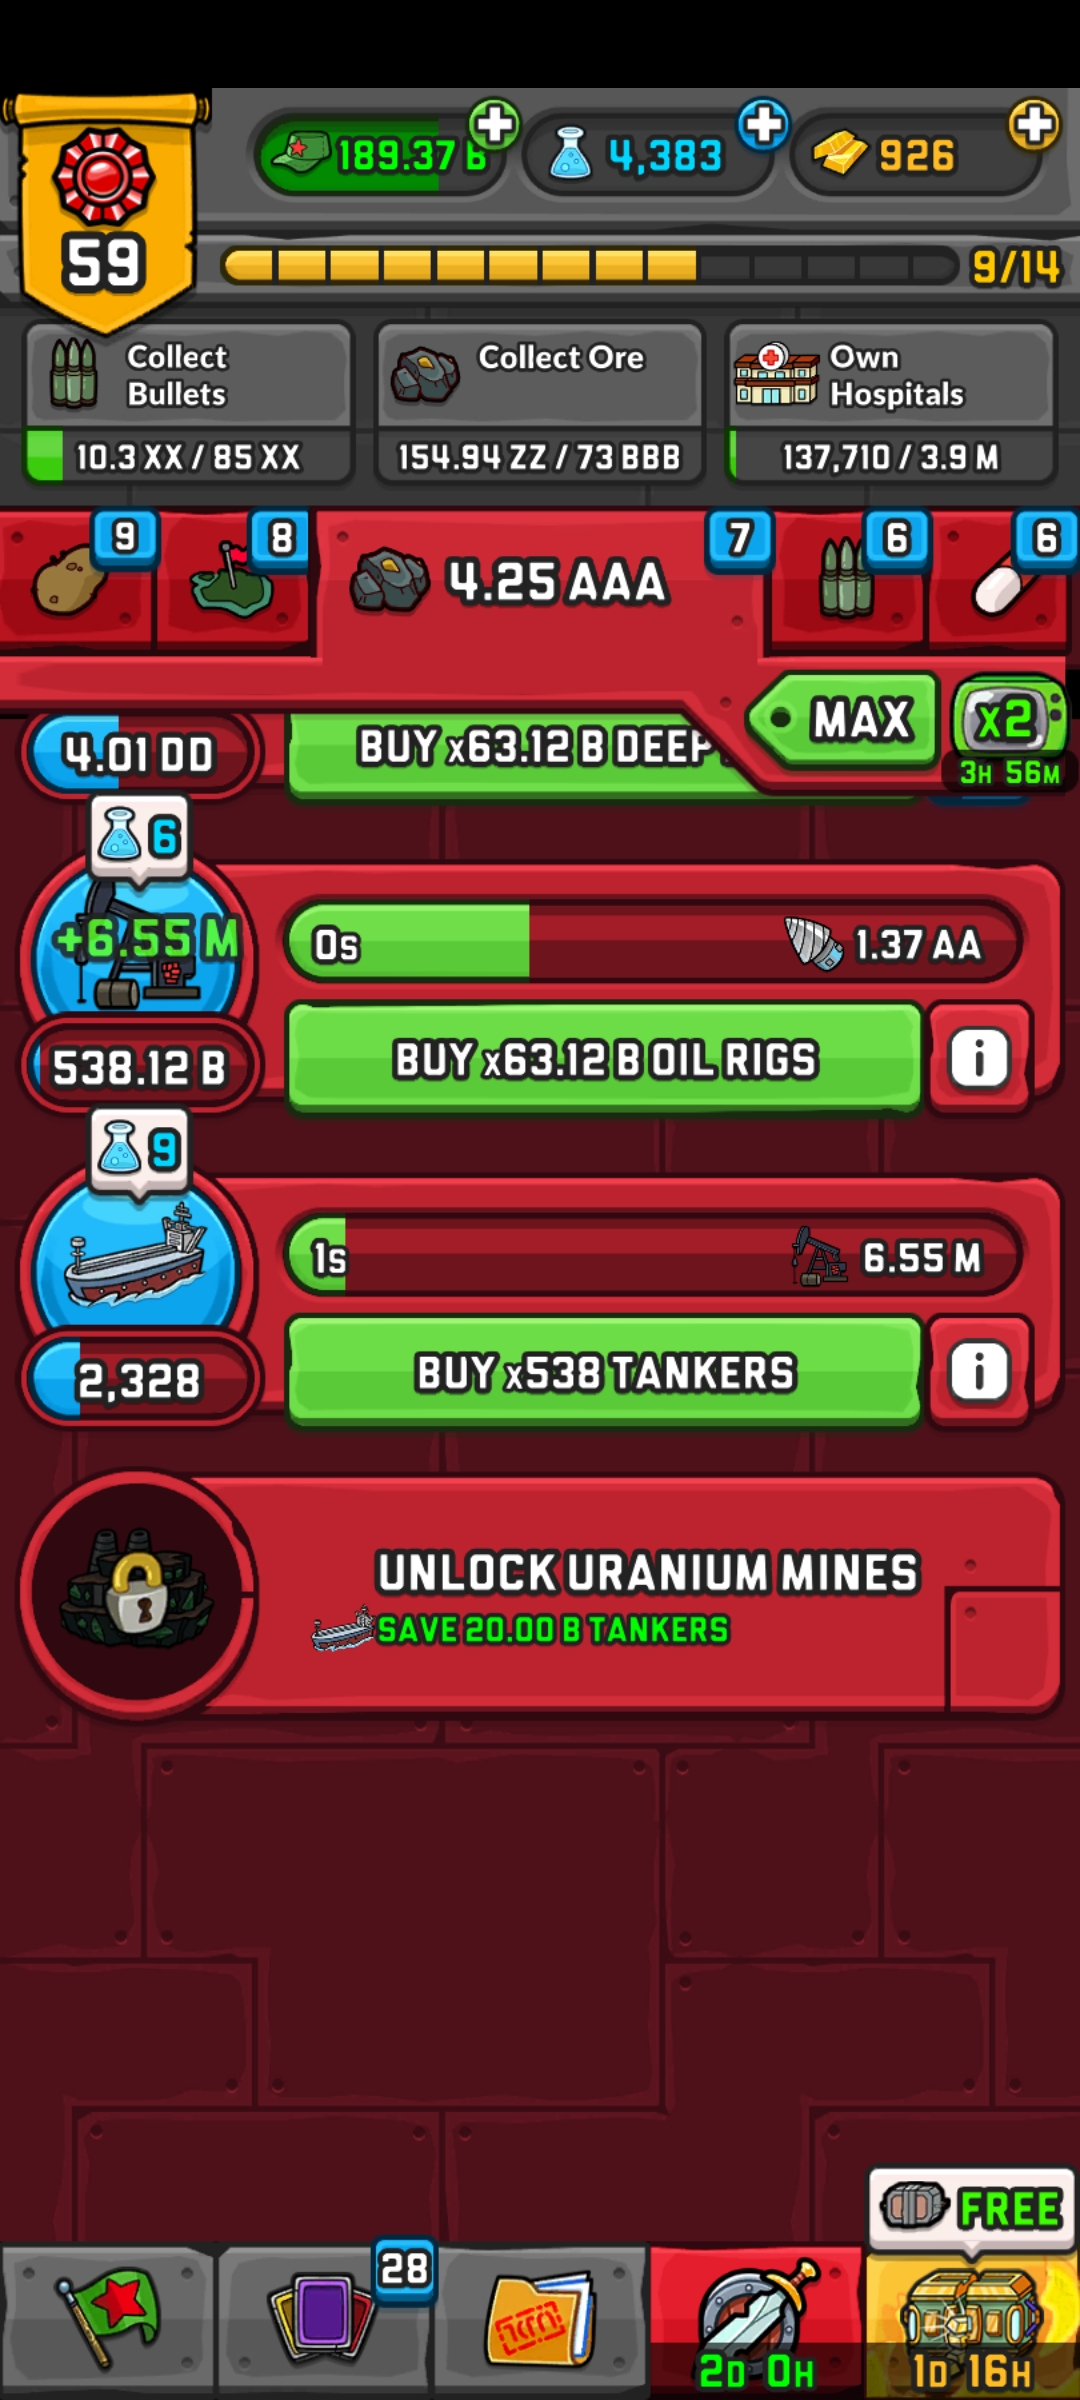 59
189.37 B
4,383
926
9/14
Collect
Bullets
10.3 XX / 85 XX
Collect Ore
154.94 ZZ / 73 BBB
Own
Hospitals
137,710 / 3.9 M
9
8
4.25 AAA
7
6
6
MAX
x2
3H 56M
4.01 DD
BUY x63.12 B DEEP
6
+6.55 M
0s
1.37 AA
538.12 B
BUY x63.12 B OIL RIGS
i
9
1s
6.55 M
2,328
BUY x538 TANKERS
i
UNLOCK URANIUM MINES
SAVE 20.00 B TANKERS
FREE
28
2D 0H
1D 16H